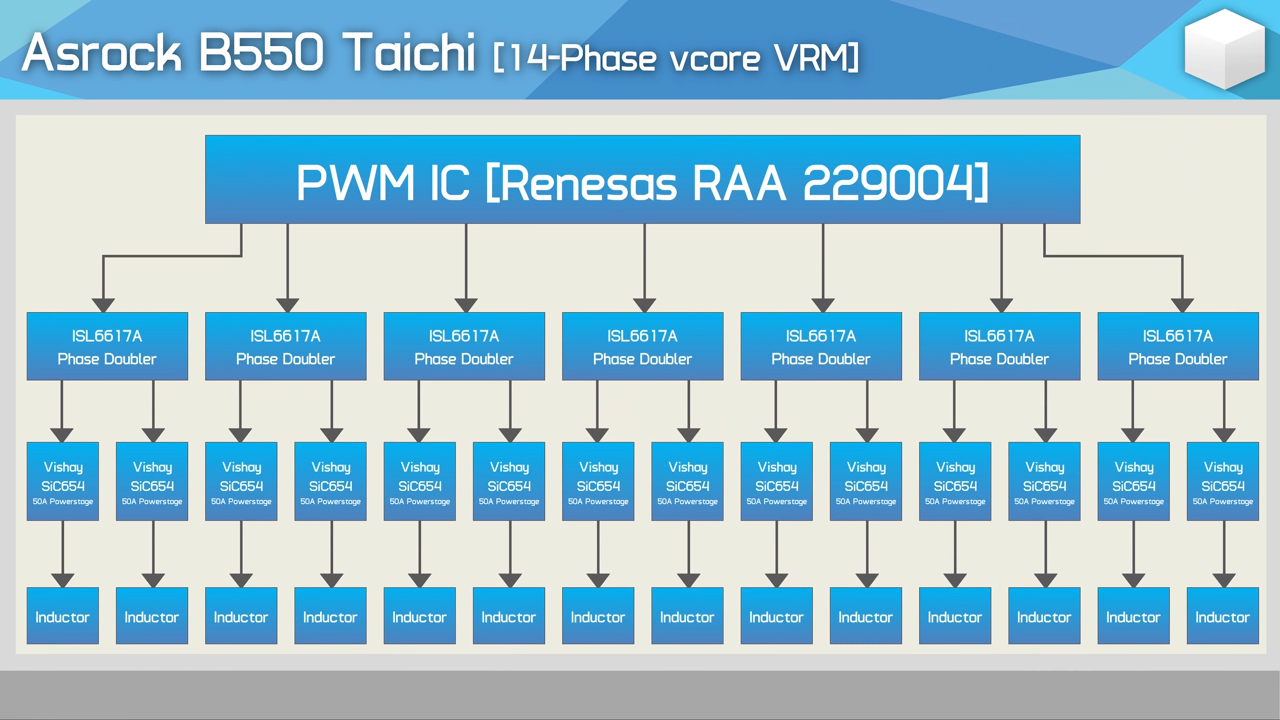 Asrock B550 Taichi [14-Phase vcore VRM]
PWM IC [Renesas RAA 229004]
ISL6617A
Phase Doubler
ISL6617A
Phase Doubler
ISL6617A
Phase Doubler
ISL6617A
Phase Doubler
ISL6617A
Phase Doubler
ISL6617A
Phase Doubler
ISL6617A
Phase Doubler
Vishay
SiC654
50A Powerstage
Vishay
SiC654
50A Powerstage
Vishay
SiC654
50A Powerstage
Vishay
SiC654
50A Powerstage
Vishay
SiC654
50A Powerstage
Vishay
SiC654
50A Powerstage
Vishay
SiC654
50A Powerstage
Vishay
SiC654
50A Powerstage
Vishay
SiC654
50A Powerstage
Vishay
SiC654
50A Powerstage
Vishay
SiC654
50A Powerstage
Vishay
SiC654
50A Powerstage
Vishay
SiC654
50A Powerstage
Vishay
SiC654
50A Powerstage
Inductor
Inductor
Inductor
Inductor
Inductor
Inductor
Inductor
Inductor
Inductor
Inductor
Inductor
Inductor
Inductor
Inductor